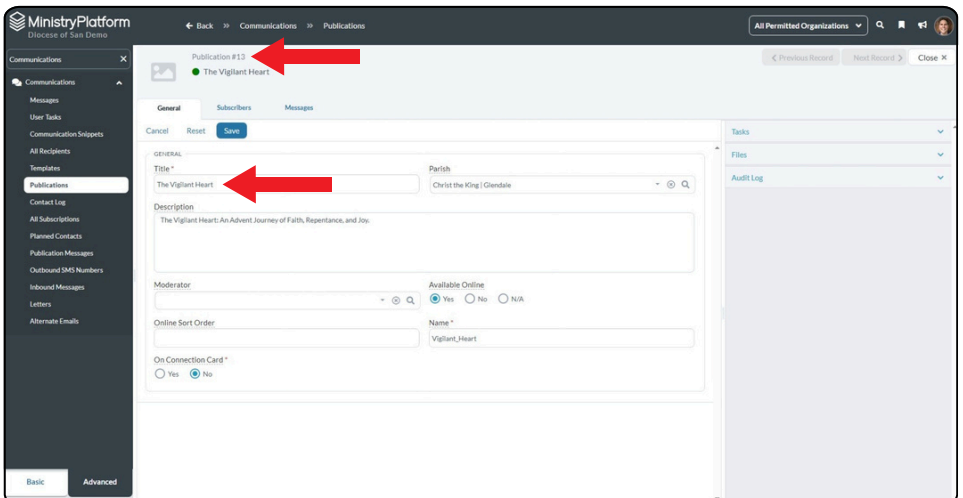 MinistryPlatform
Diocese of San Demo
Back » Communications » Publications
All Permitted Organizations
Communications
Communications
Messages
User Tasks
Communication Snippets
All Recipients
Templates
Publications
Contact Log
All Subscriptions
Planned Contacts
Publication Messages
Outbound SMS Numbers
Inbound Messages
Letters
Alternate Emails
Basic Advanced
Publication #13
The Vigilant Heart
Previous Record Next Record Close
General Subscribers Messages
Cancel Reset Save
GENERAL
Title * Parish
The Vigilant Heart Christ the King | Glendale
Description
The Vigilant Heart: An Advent Journey of Faith, Repentance, and Joy.
Moderator Available Online
Yes No N/A
Online Sort Order Name *
Vigilant_Heart
On Connection Card *
Yes No
Tasks
Files
Audit Log